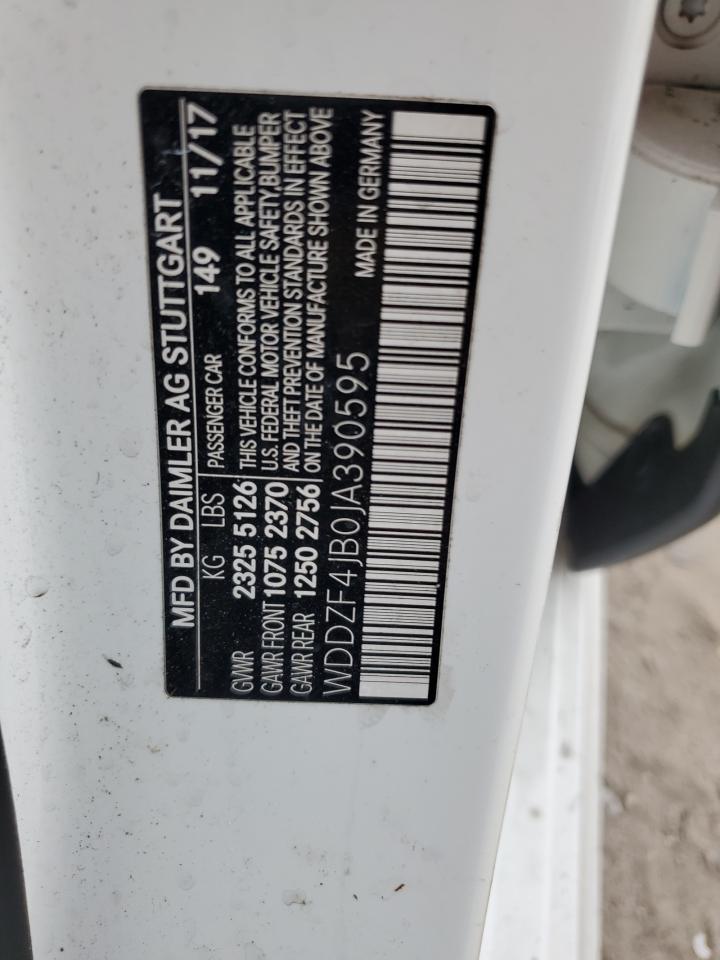 MFD BY DAIMLER AG STUTTGART
KG LBS PASSENGER CAR 149 11/17
GVWR 2325 5126 THIS VEHICLE CONFORMS TO ALL APPLICABLE
GAWR FRONT 1075 2370 U.S. FEDERAL MOTOR VEHICLE SAFETY,BUMPER
GAWR REAR 1250 2756 AND THEFT PREVENTION STANDARDS IN EFFECT
ON THE DATE OF MANUFACTURE SHOWN ABOVE
WDDZF4JB0JA390595 MADE IN GERMANY